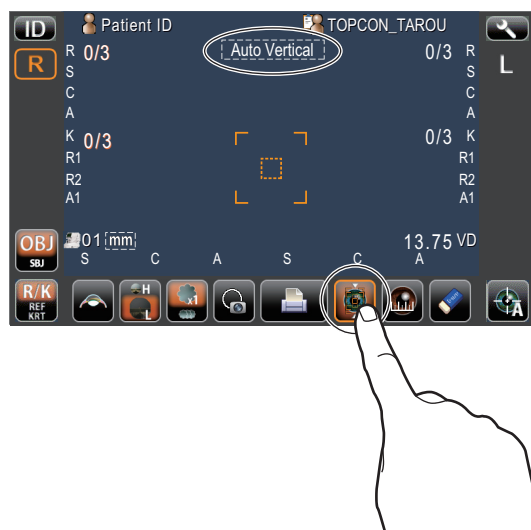 ID Patient ID TOPCON_TAROU
R R 0/3 Auto Vertical 0/3 R L
S S
C C
A A
K 0/3 0/3 K
R1 R1
R2 R2
A1 A1
OBJ 01 mm 13.75 VD
SBJ S C A S C A
R/K H x1
REF L
KRT A